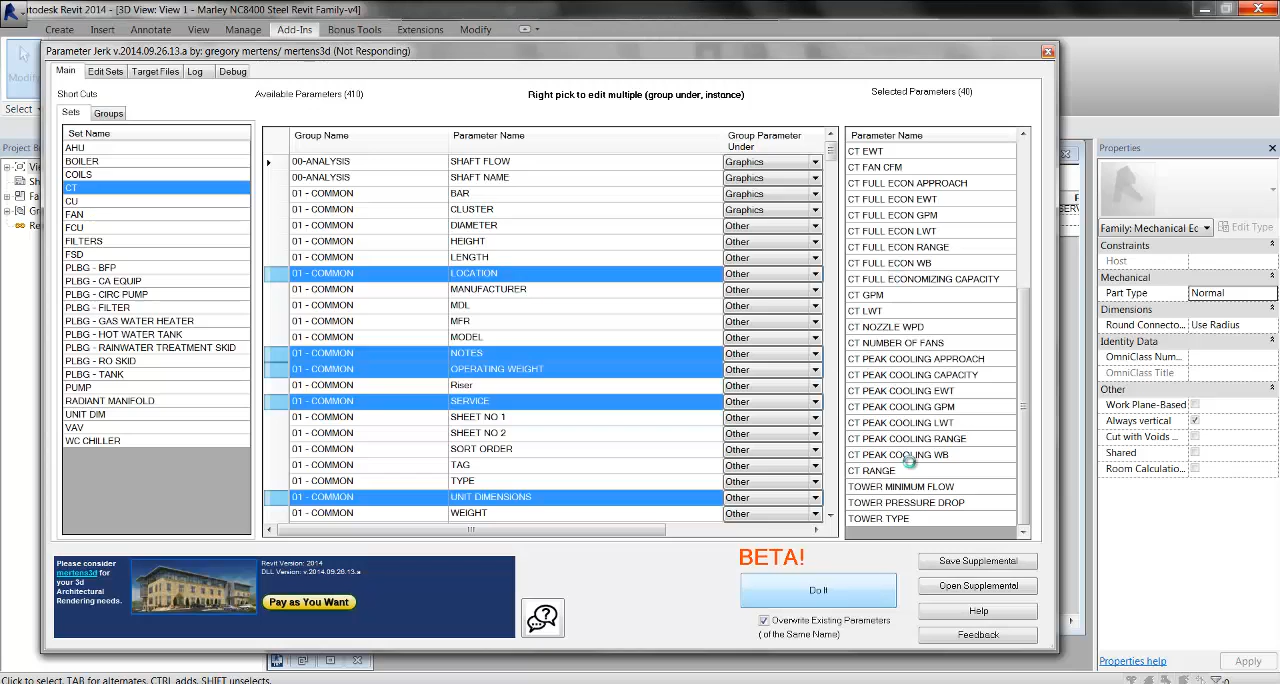 utodesk Revit 2014 - [3D View: View 1 - Marley NC8400 Steel Revit Family-v4]
Create Insert Annotate View Manage Add-Ins Bonus Tools Extensions Modify
Parameter Jerk v.2014.09.26.13.a by: gregory mertens/ mertens3d (Not Responding)
Main Edit Sets Target Files Log Debug
Modify
Short Cuts Available Parameters (410) Right pick to edit multiple (group under, instance) Selected Parameters (40)
Select
Sets Groups
Set Name
AHU
BOILER
COILS
CT
CU
FAN
FCU
FILTERS
FSD
PLBG - BFP
PLBG - CA EQUIP
PLBG - CIRC PUMP
PLBG - FILTER
PLBG - GAS WATER HEATER
PLBG - HOT WATER TANK
PLBG - RAINWATER TREATMENT SKID
PLBG - RO SKID
PLBG - TANK
PUMP
RADIANT MANIFOLD
UNIT DIM
VAV
WC CHILLER
Group Name Parameter Name Group Parameter Under
00-ANALYSIS SHAFT FLOW Graphics
00-ANALYSIS SHAFT NAME Graphics
01 - COMMON BAR Graphics
01 - COMMON CLUSTER Graphics
01 - COMMON DIAMETER Other
01 - COMMON HEIGHT Other
01 - COMMON LENGTH Other
01 - COMMON LOCATION Other
01 - COMMON MANUFACTURER Other
01 - COMMON MDL Other
01 - COMMON MFR Other
01 - COMMON MODEL Other
01 - COMMON NOTES Other
01 - COMMON OPERATING WEIGHT Other
01 - COMMON Riser Other
01 - COMMON SERVICE Other
01 - COMMON SHEET NO 1 Other
01 - COMMON SHEET NO 2 Other
01 - COMMON SORT ORDER Other
01 - COMMON TAG Other
01 - COMMON TYPE Other
01 - COMMON UNIT DIMENSIONS Other
01 - COMMON WEIGHT Other
Parameter Name
CT EWT
CT FAN CFM
CT FULL ECON APPROACH
CT FULL ECON EWT
CT FULL ECON GPM
CT FULL ECON LWT
CT FULL ECON RANGE
CT FULL ECON WB
CT FULL ECONOMIZING CAPACITY
CT GPM
CT LWT
CT NOZZLE WPD
CT NUMBER OF FANS
CT PEAK COOLING APPROACH
CT PEAK COOLING CAPACITY
CT PEAK COOLING EWT
CT PEAK COOLING GPM
CT PEAK COOLING LWT
CT PEAK COOLING RANGE
CT PEAK COOLING WB
CT RANGE
TOWER MINIMUM FLOW
TOWER PRESSURE DROP
TOWER TYPE
Project B
Properties
Family: Mechanical Ec Edit Type
Constraints
Host
Mechanical
Part Type Normal
Dimensions
Round Connecto... Use Radius
Identity Data
OmniClass Num...
OmniClass Title
Other
Work Plane-Based
Always vertical
Cut with Voids ...
Shared
Room Calculatio...
Properties help Apply
Please consider
mertens3d for
your 3d
Architectural
Rendering needs.
Revit Version: 2014
DLL Version: v.2014.09.26.13.a
Pay as You Want
BETA!
Do It
Overwrite Existing Parameters
( of the Same Name)
Save Supplemental
Open Supplemental
Help
Feedback
Click to select, TAB for alternates, CTRL adds, SHIFT unselects.